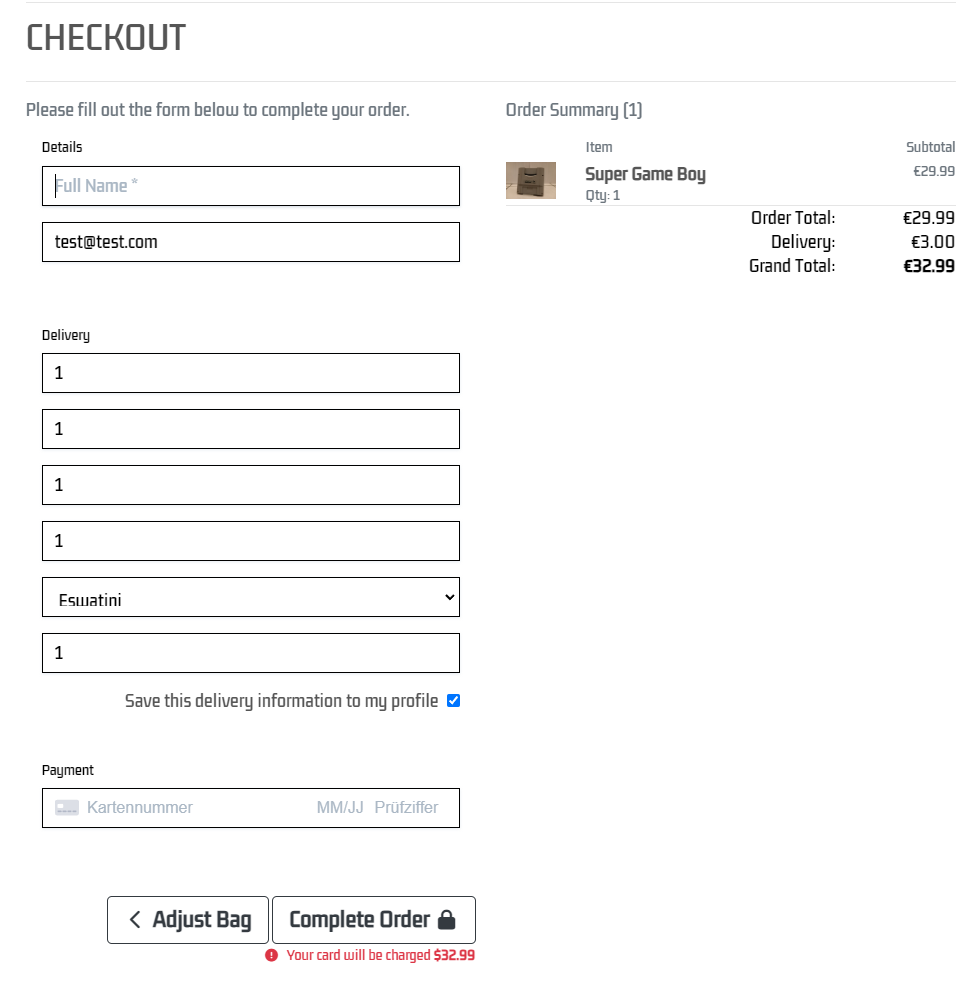 CHECKOUT
Please fill out the form below to complete your order.
Details
Full Name *
test@test.com
Delivery
1
1
1
1
Eswatini
1
Save this delivery information to my profile
Payment
Kartennummer MM/JJ Prüfziffer
Adjust Bag Complete Order
Your card will be charged $32.99
Order Summary (1)
Item Subtotal
Super Game Boy €29.99
Qty: 1
Order Total: €29.99
Delivery: €3.00
Grand Total: €32.99